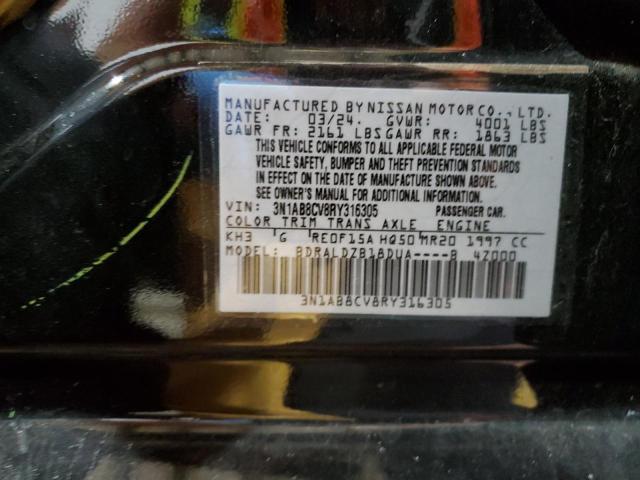 MANUFACTURED BY NISSAN MOTOR CO., LTD.
DATE: 03/24. GVWR: 4001 LBS
GAWR FR: 2161 LBS GAWR RR: 1863 LBS
THIS VEHICLE CONFORMS TO ALL APPLICABLE FEDERAL MOTOR
VEHICLE SAFETY, BUMPER AND THEFT PREVENTION STANDARDS
IN EFFECT ON THE DATE OF MANUFACTURE SHOWN ABOVE.
SEE OWNER'S MANUAL FOR ADDITIONAL INFORMATION.
VIN: 3N1AB8CV8RY316305 PASSENGER CAR.
COLOR TRIM TRANS AXLE ENGINE
KH3 G RE0F15A HQ50 MR20 1997 CC
MODEL: BDRALDZB18DUA----B 4Z000
3N1AB8CV8RY316305